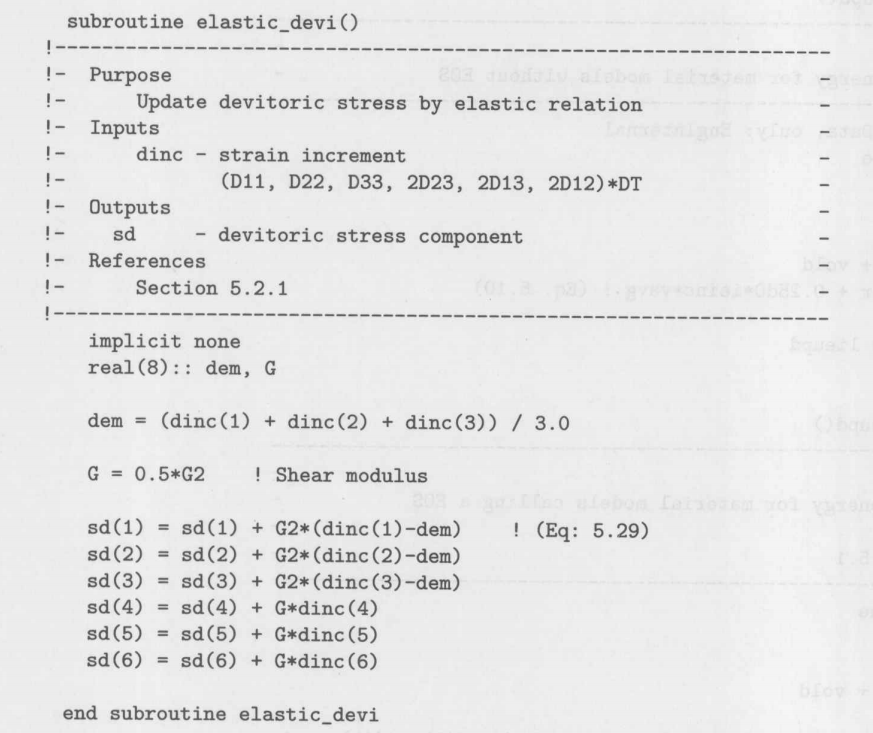 subroutine elastic_devi()
!------------------------------------------------------------------
!-  Purpose                                                       -
!-      Update devitoric stress by elastic relation               -
!-  Inputs                                                        -
!-      dinc - strain increment                                   -
!-             (D11, D22, D33, 2D23, 2D13, 2D12)*DT               -
!-  Outputs                                                       -
!-    sd     - devitoric stress component                         -
!-  References                                                    -
!-      Section 5.2.1                                             -
!------------------------------------------------------------------
implicit none
real(8):: dem, G
dem = (dinc(1) + dinc(2) + dinc(3)) / 3.0
G = 0.5*G2    ! Shear modulus
sd(1) = sd(1) + G2*(dinc(1)-dem)    ! (Eq: 5.29)
sd(2) = sd(2) + G2*(dinc(2)-dem)
sd(3) = sd(3) + G2*(dinc(3)-dem)
sd(4) = sd(4) + G*dinc(4)
sd(5) = sd(5) + G*dinc(5)
sd(6) = sd(6) + G*dinc(6)
end subroutine elastic_devi